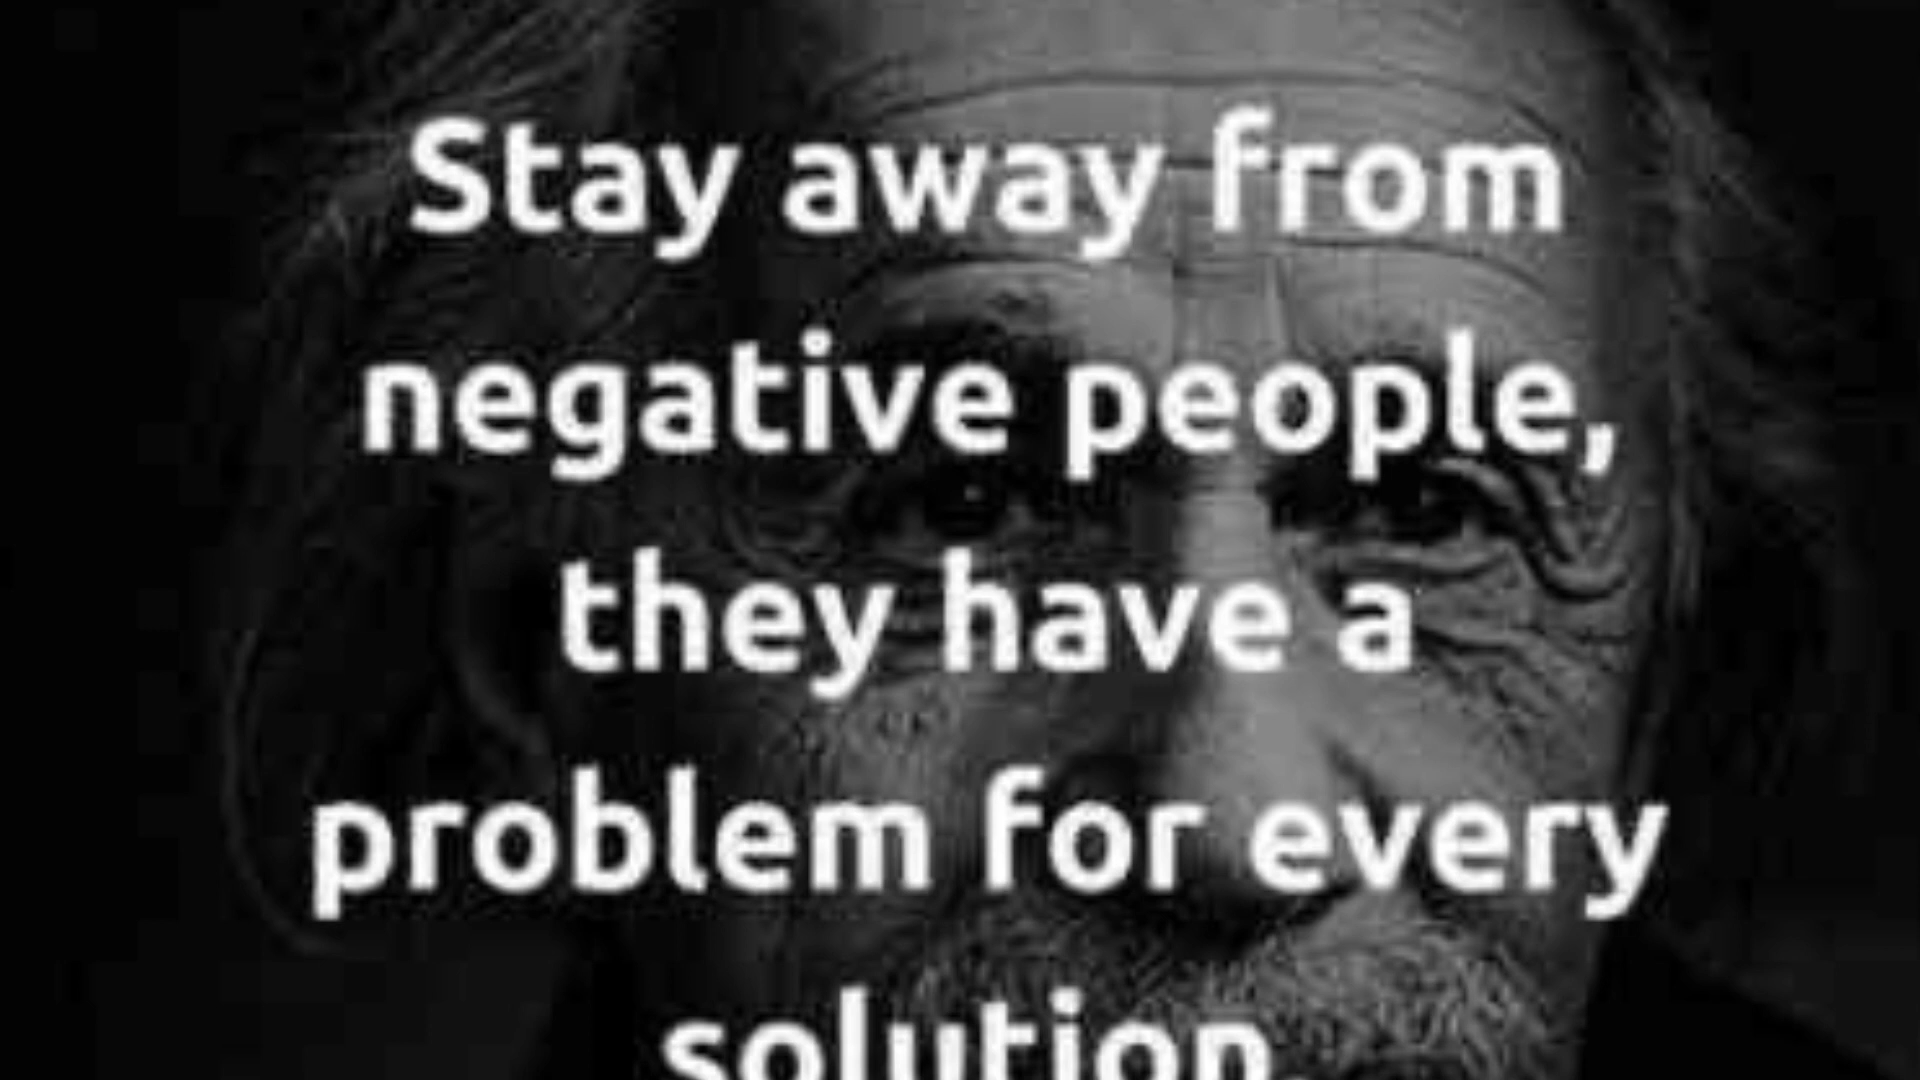 Stay away from
negative people,
they have a
problem for every
solution.